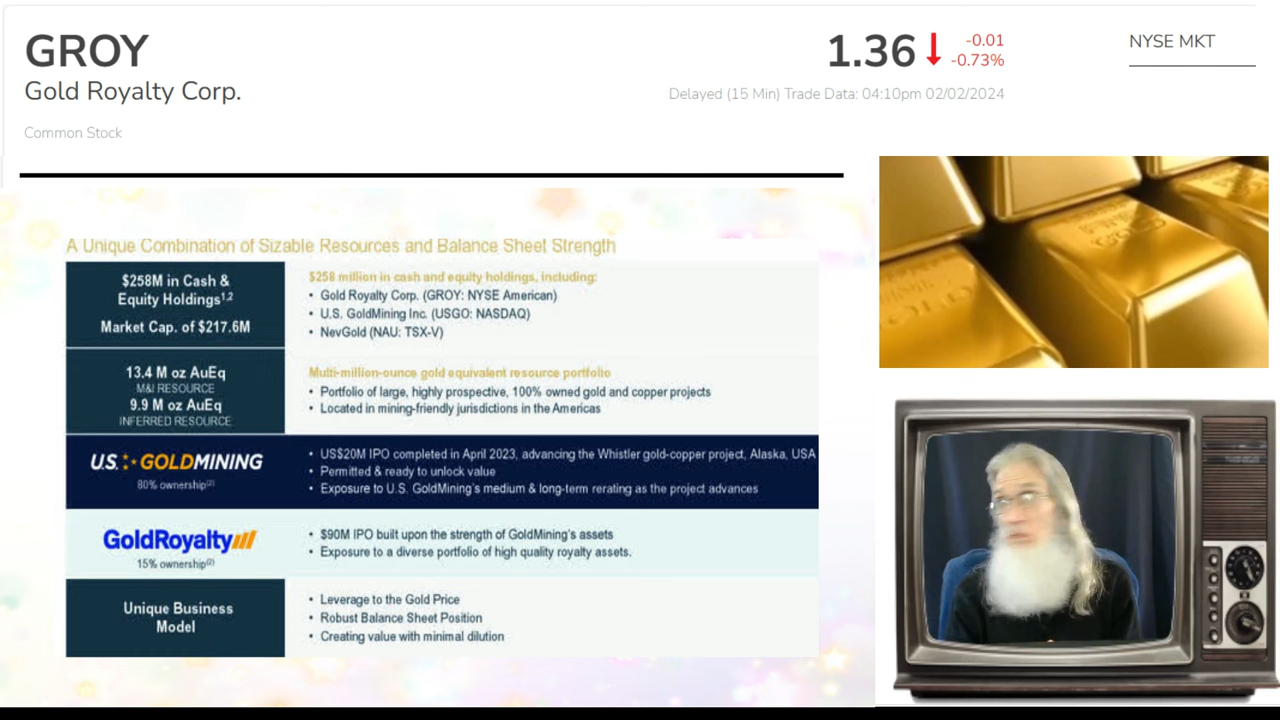 GROY
Gold Royalty Corp.
Common Stock
1.36
-0.01
-0.73%
Delayed (15 Min) Trade Data: 04:10pm 02/02/2024
NYSE MKT
A Unique Combination of Sizable Resources and Balance Sheet Strength
$258M in Cash &
Equity Holdings1,2
Market Cap. of $217.6M
$258 million in cash and equity holdings, including:
• Gold Royalty Corp. (GROY: NYSE American)
• U.S. GoldMining Inc. (USGO: NASDAQ)
• NevGold (NAU: TSX-V)
13.4 M oz AuEq
M&I RESOURCE
9.9 M oz AuEq
INFERRED RESOURCE
Multi-million-ounce gold equivalent resource portfolio
• Portfolio of large, highly prospective, 100% owned gold and copper projects
• Located in mining-friendly jurisdictions in the Americas
U.S. GOLDMINING
80% ownership(2)
• US$20M IPO completed in April 2023, advancing the Whistler gold-copper project, Alaska, USA
• Permitted & ready to unlock value
• Exposure to U.S. GoldMining's medium & long-term rerating as the project advances
GoldRoyalty
15% ownership(2)
• $90M IPO built upon the strength of GoldMining's assets
• Exposure to a diverse portfolio of high quality royalty assets.
Unique Business
Model
• Leverage to the Gold Price
• Robust Balance Sheet Position
• Creating value with minimal dilution
GOLD